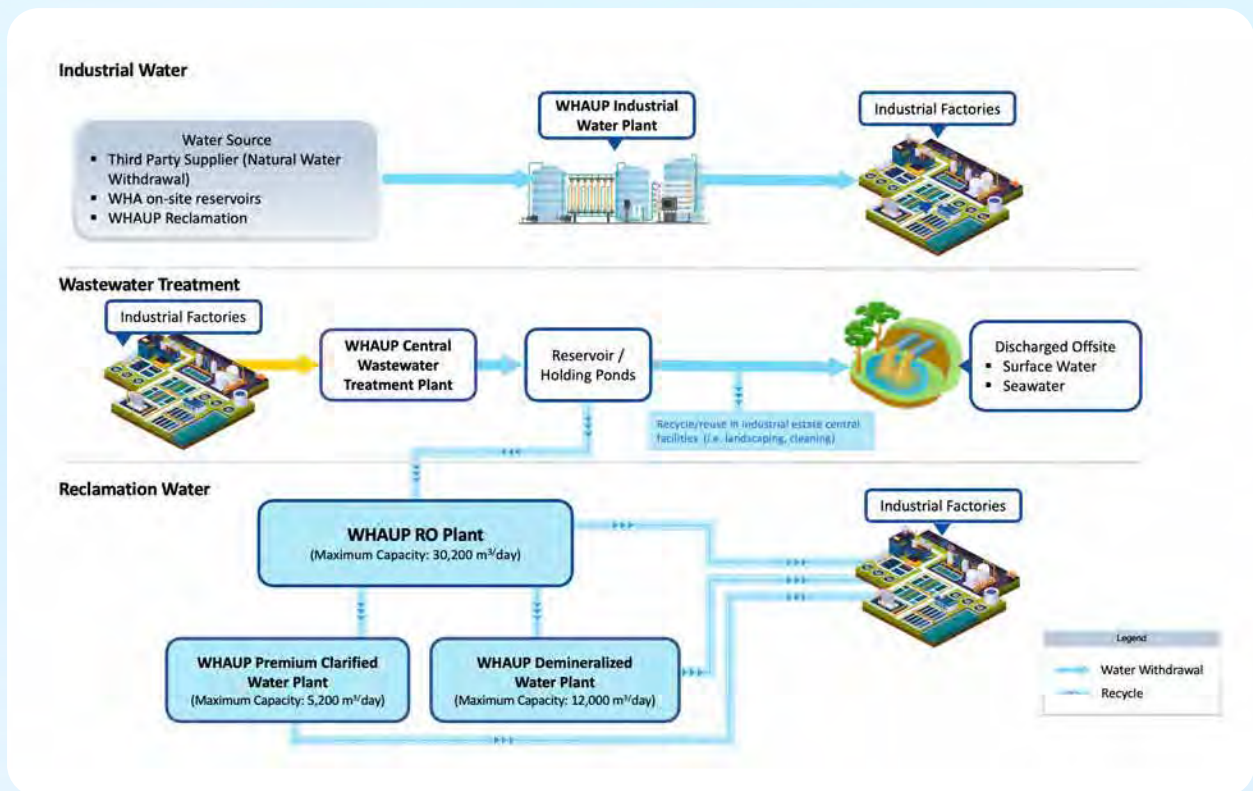 Industrial Water
Water Source
▪ Third Party Supplier (Natural Water
Withdrawal)
▪ WHA on-site reservoirs
▪ WHAUP Reclamation
WHAUP Industrial
Water Plant
Industrial Factories
Wastewater Treatment
Industrial Factories
WHAUP Central
Wastewater
Treatment Plant
Reservoir /
Holding Ponds
Discharged Offsite
▪ Surface Water
▪ Seawater
Recycle/reuse in industrial estate central
facilities (i.e. landscaping, cleaning)
Reclamation Water
WHAUP RO Plant
(Maximum Capacity: 30,200 m³/day)
Industrial Factories
WHAUP Premium Clarified
Water Plant
(Maximum Capacity: 5,200 m³/day)
WHAUP Demineralized
Water Plant
(Maximum Capacity: 12,000 m³/day)
Legend
Water Withdrawal
Recycle